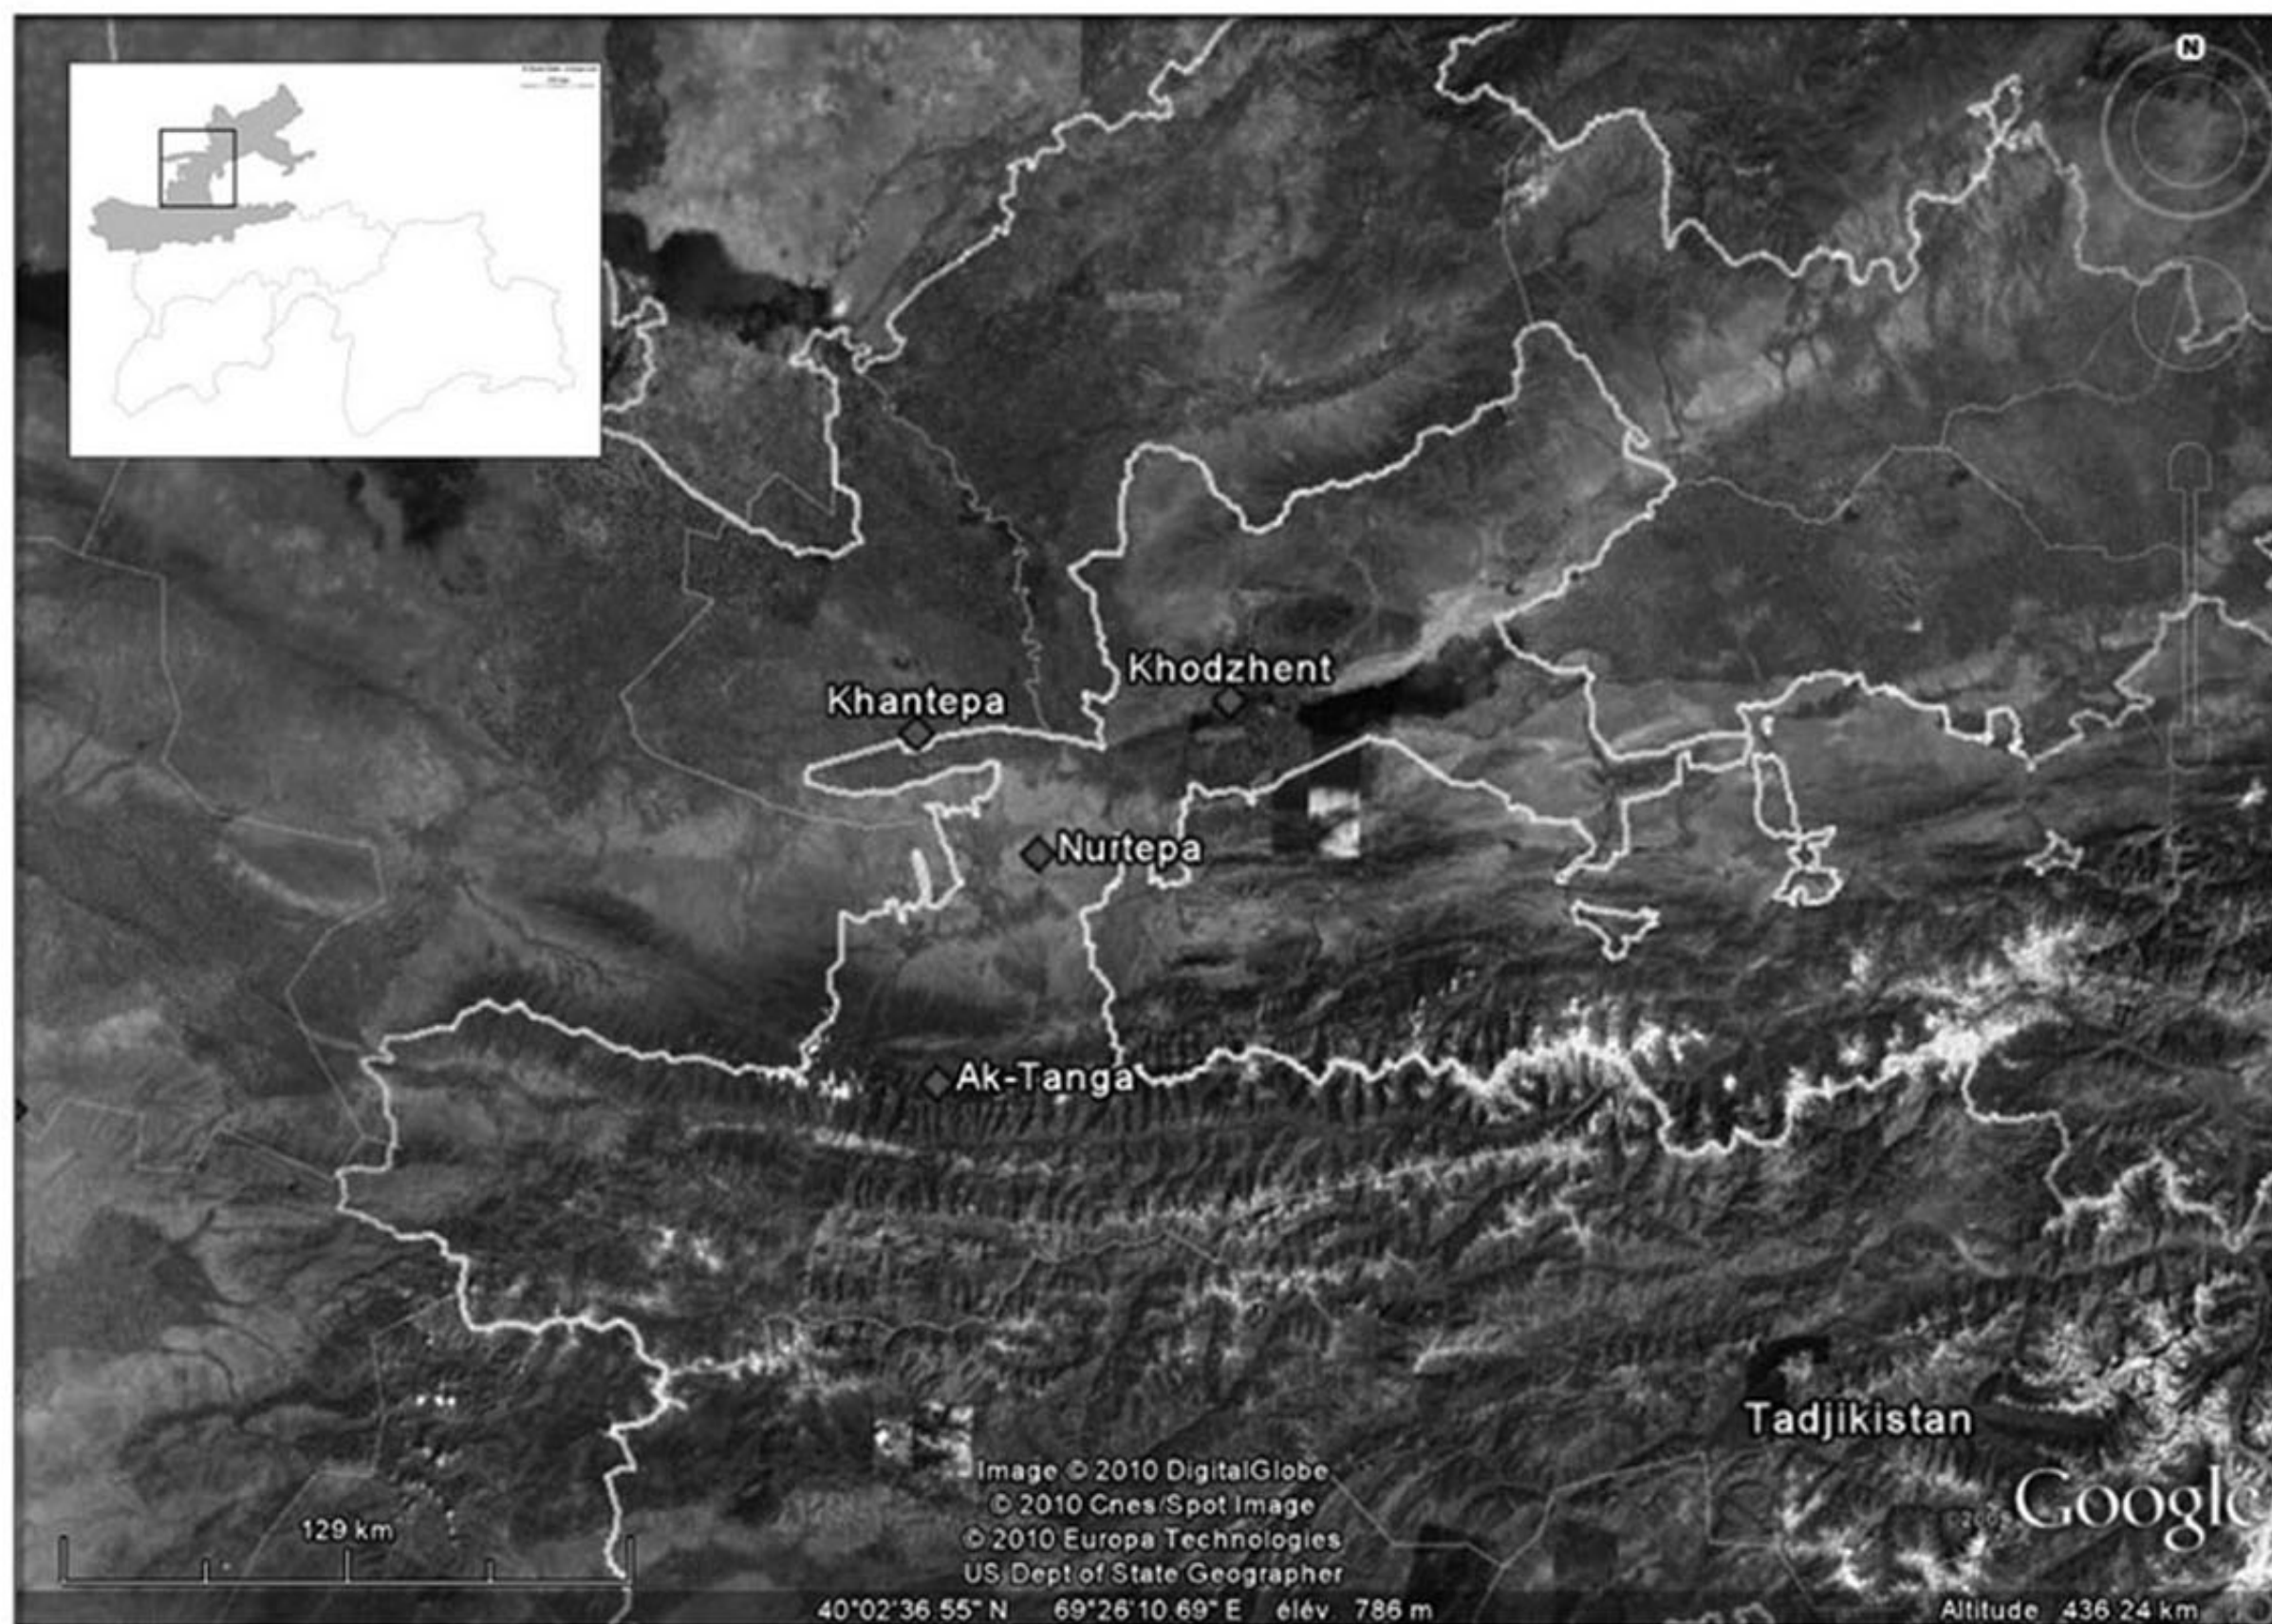 N
Khodzhent
Khantepa
Nurtepa
Ak-Tanga
Tadjikistan
Image © 2010 DigitalGlobe
© 2010 Cnes/Spot Image
© 2010 Europa Technologies
US Dept of State Geographer
Google
129 km
40°02'36.55" N 69°26'10.69" E élév. 786 m
Altitude 436.24 km